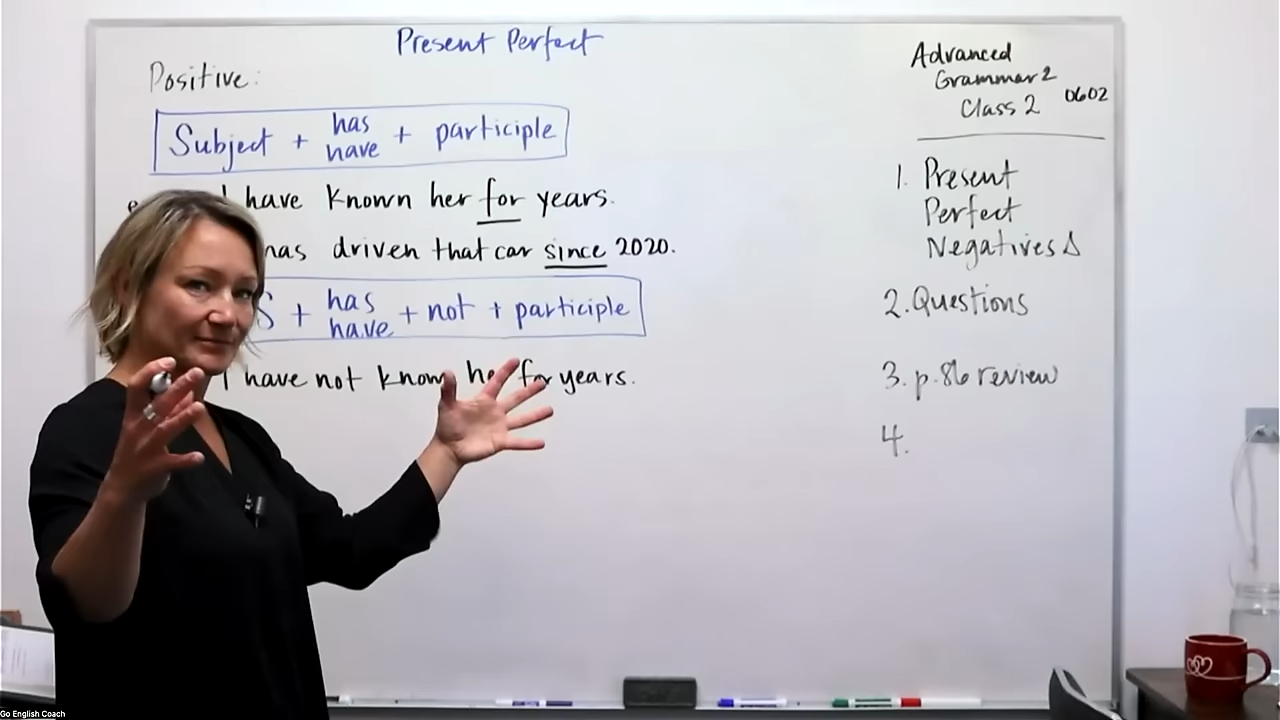 Present Perfect
Positive:
Subject + has have + participle
I have known her for years.
has driven that car since 2020.
S + has have + not + participle
I have not know for years.
Advanced
Grammar 2
Class 2 0602
1. Present
Perfect
Negatives Δ
2. Questions
3. p.86 review
4.
Go English Coach